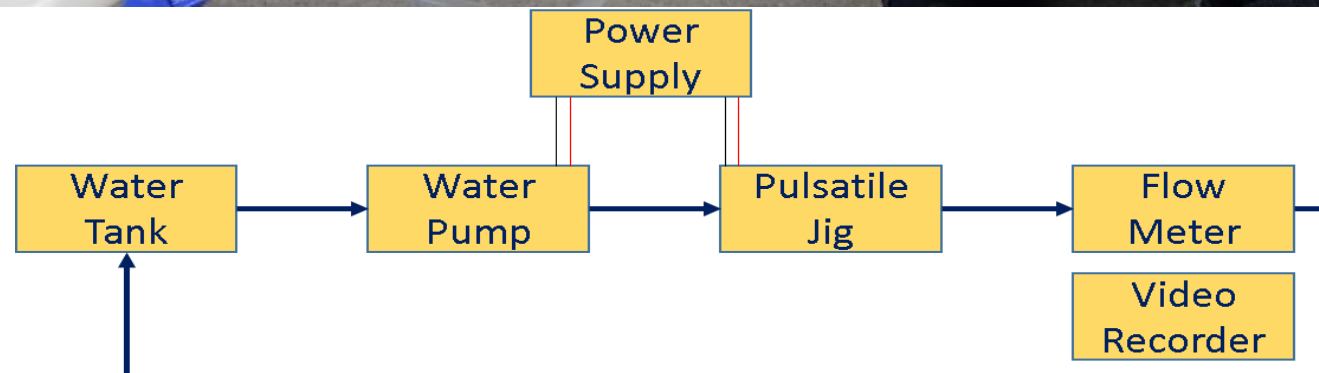 Power
Supply
Water
Tank
Water
Pump
Pulsatile
Jig
Flow
Meter
Video
Recorder